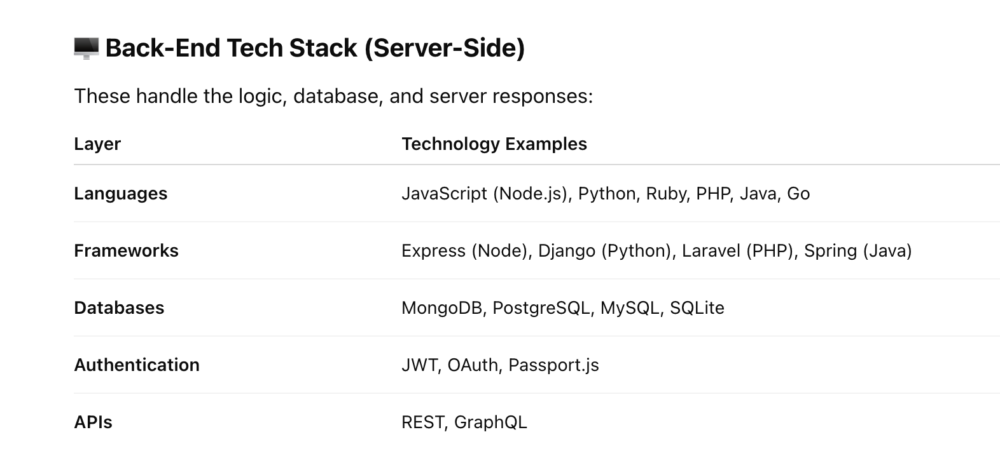 🖥️ Back-End Tech Stack (Server-Side)
These handle the logic, database, and server responses:
Layer Technology Examples
Languages JavaScript (Node.js), Python, Ruby, PHP, Java, Go
Frameworks Express (Node), Django (Python), Laravel (PHP), Spring (Java)
Databases MongoDB, PostgreSQL, MySQL, SQLite
Authentication JWT, OAuth, Passport.js
APIs REST, GraphQL